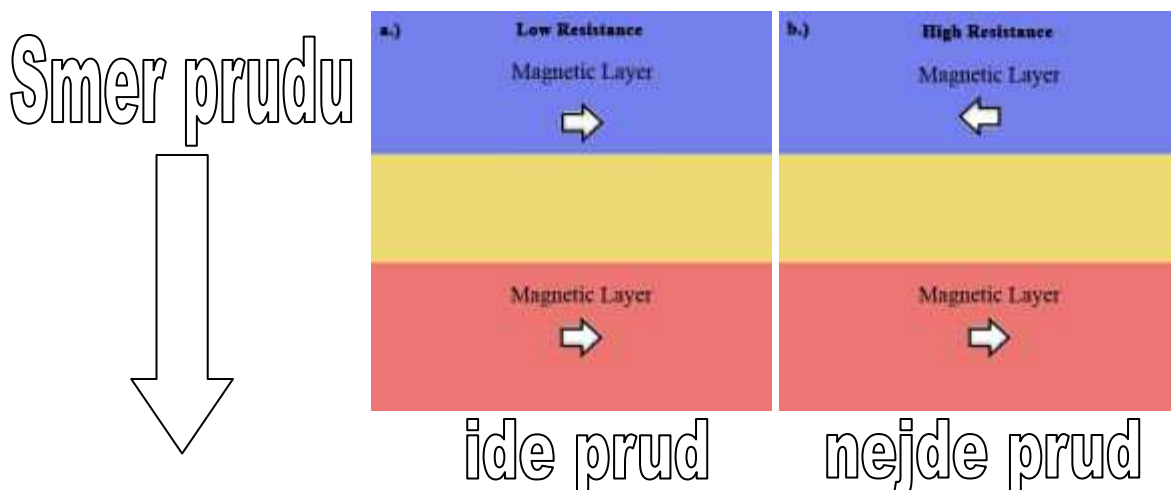 Smer prudu
a.) Low Resistance
Magnetic Layer
Magnetic Layer
ide prud
b.) High Resistance
Magnetic Layer
Magnetic Layer
nejde prud